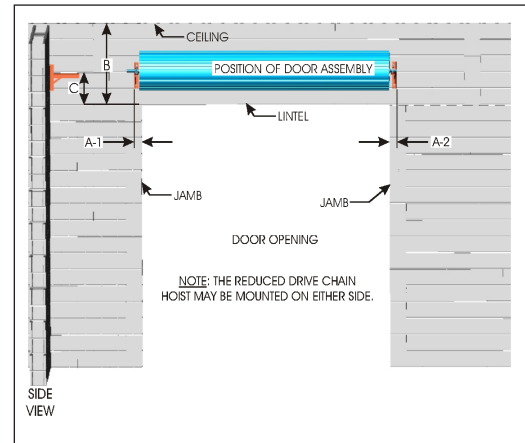 CEILING
B
POSITION OF DOOR ASSEMBLY
C
LINTEL
A-1
A-2
JAMB
JAMB
DOOR OPENING
NOTE: THE REDUCED DRIVE CHAIN
HOIST MAY BE MOUNTED ON EITHER SIDE.
SIDE
VIEW